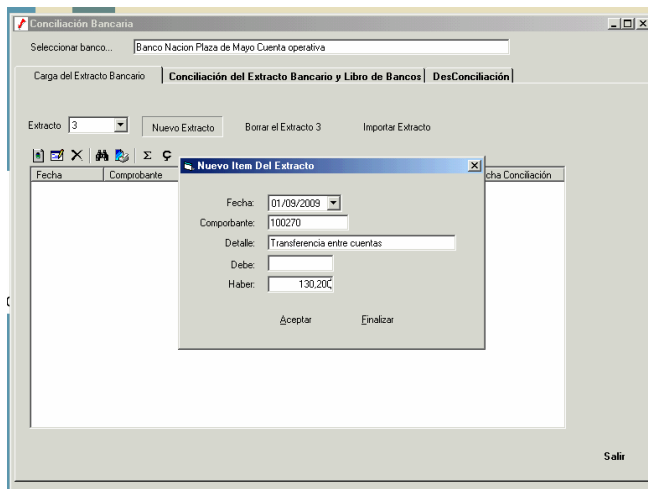 Conciliación Bancaria
Seleccionar banco... Banco Nacion Plaza de Mayo Cuenta operativa
Carga del Extracto Bancario Conciliación del Extracto Bancario y Libro de Bancos DesConciliación
Extracto 3 Nuevo Extracto Borrar el Extracto 3 Importar Extracto
Σ Ç
Nuevo Item Del Extracto
Fecha Comprobante cha Conciliación
Fecha: 01/09/2009
Comporbante: 100270
Detalle: Transferencia entre cuentas
Debe:
Haber: 130,200
Aceptar Finalizar
Salir